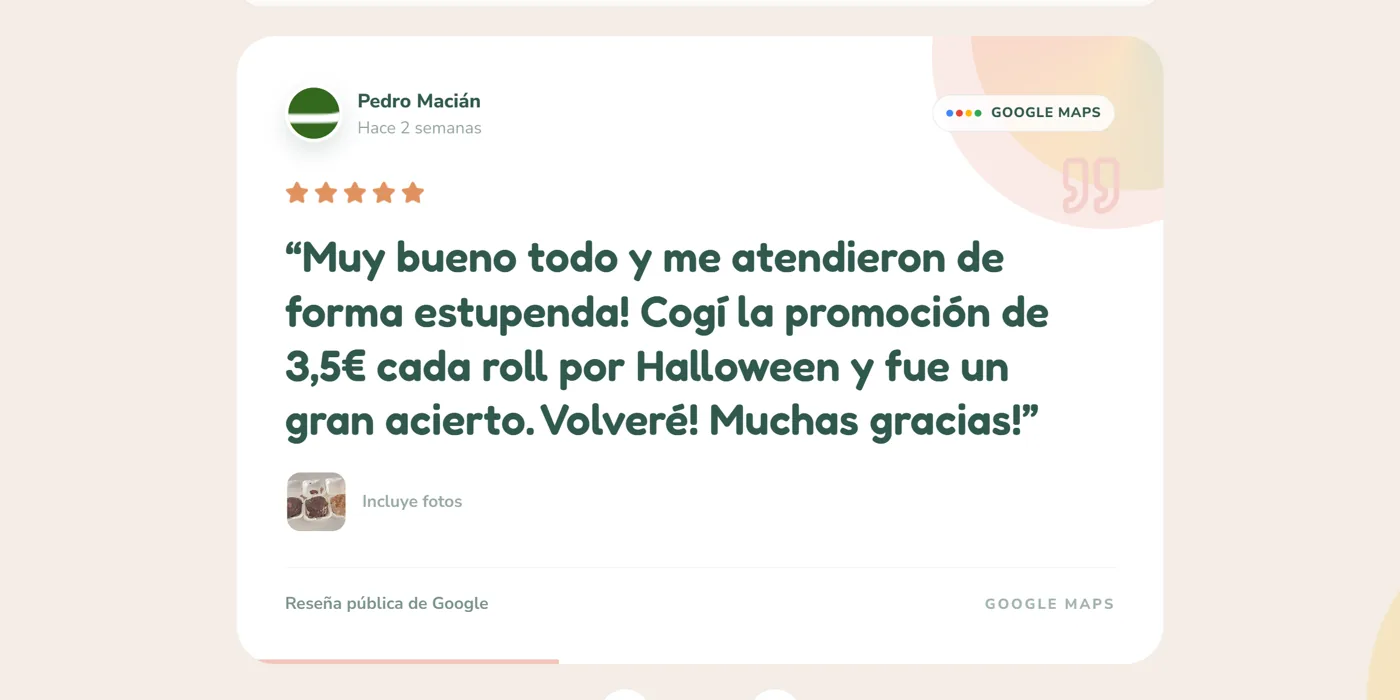 Pedro Macián
Hace 2 semanas
GOOGLE MAPS
“Muy bueno todo y me atendieron de
forma estupenda! Cogí la promoción de
3,5€ cada roll por Halloween y fue un
gran acierto. Volveré! Muchas gracias!”
Incluye fotos
Reseña pública de Google
GOOGLE MAPS